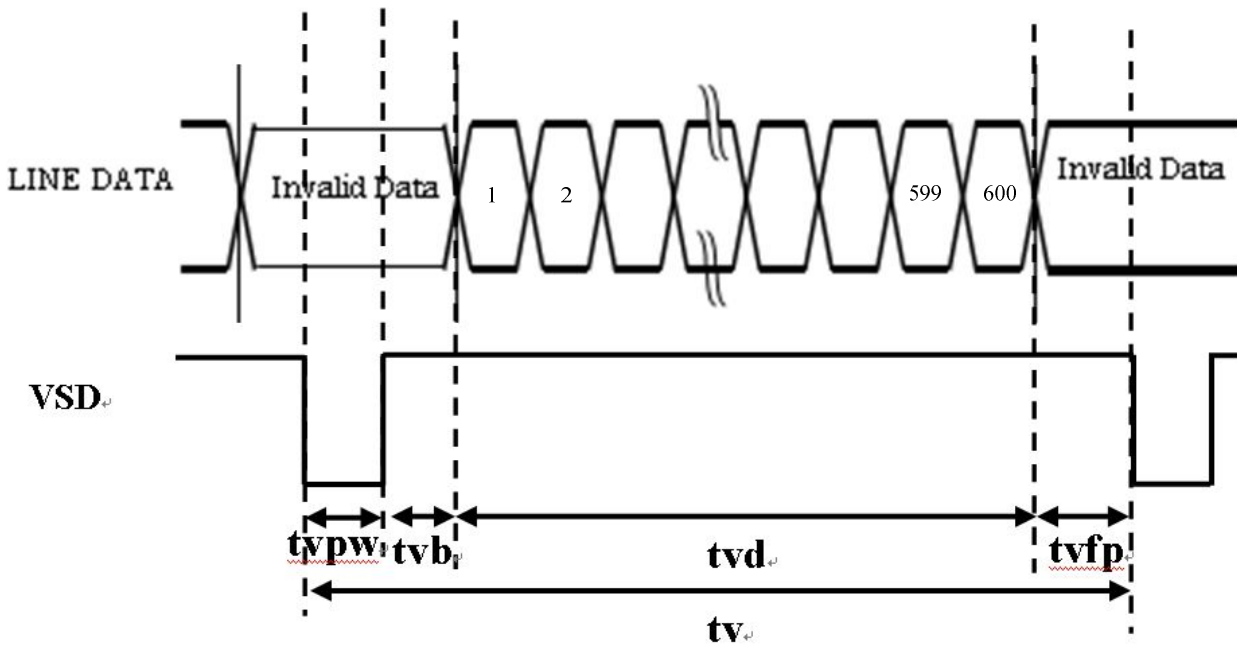 LINE DATA
Invalid Data
1
2
599
600
Invalid Data
VSD
tvpw
tvb
tvd
tvfp
tv